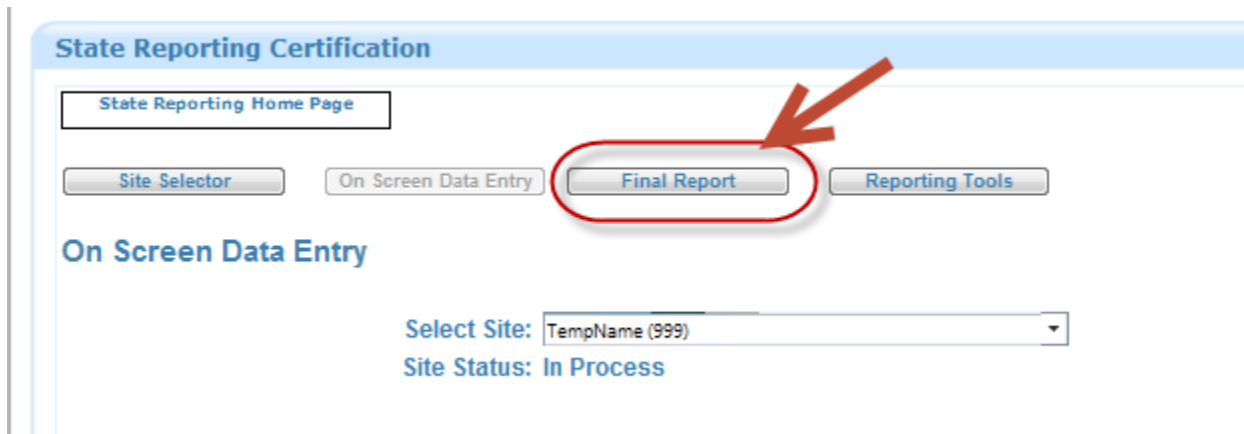 State Reporting Certification
State Reporting Home Page
Site Selector On Screen Data Entry Final Report Reporting Tools
On Screen Data Entry
Select Site: TempName (999)
Site Status: In Process